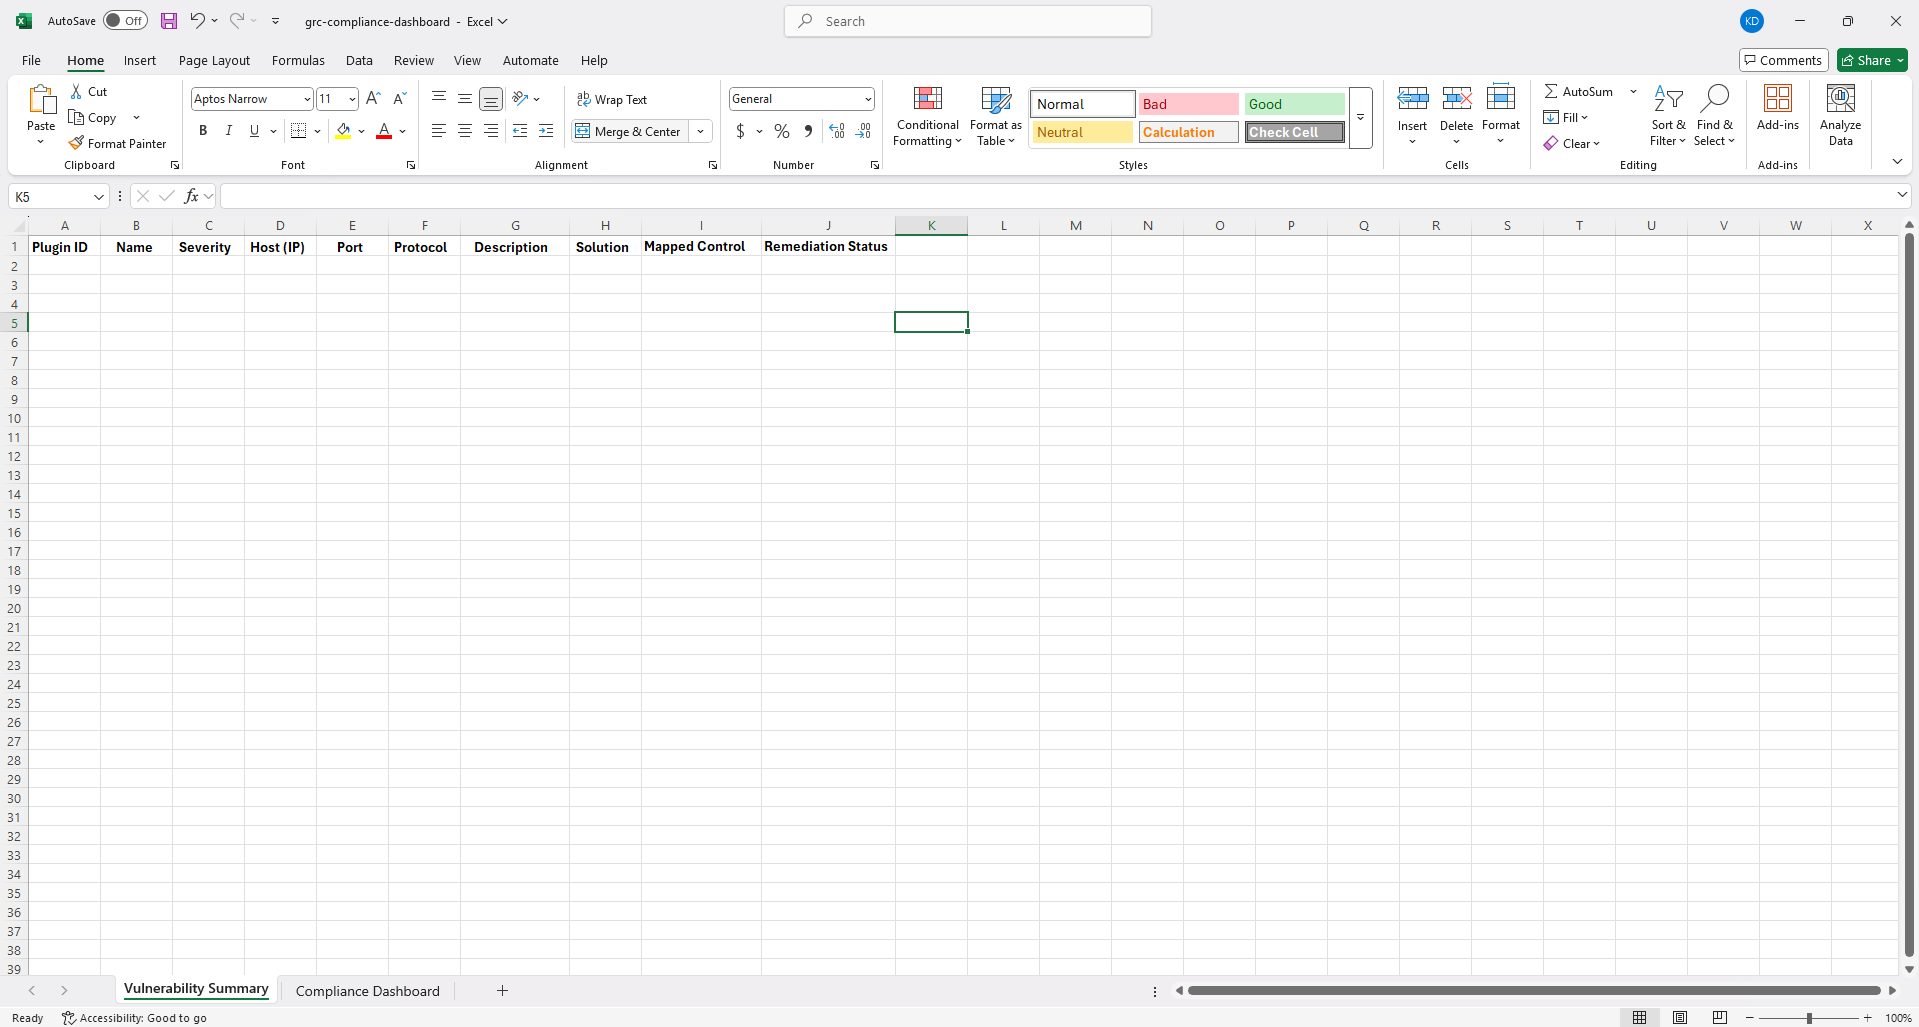 AutoSave Off grc-compliance-dashboard - Excel Search KD
File Home Insert Page Layout Formulas Data Review View Automate Help Comments Share
Paste Cut Copy Format Painter Clipboard
Aptos Narrow 11 B I U A Font
Wrap Text Merge & Center Alignment
General $ % Number
Conditional Formatting Format as Table Normal Bad Good Neutral Calculation Check Cell Styles
Insert Delete Format Cells
AutoSum Fill Clear Sort & Filter Find & Select Editing
Add-ins Add-ins
Analyze Data
K5 fx
A B C D E F G H I J K L M N O P Q R S T U V W X
1 Plugin ID Name Severity Host (IP) Port Protocol Description Solution Mapped Control Remediation Status
2
3
4
5
6
7
8
9
10
11
12
13
14
15
16
17
18
19
20
21
22
23
24
25
26
27
28
29
30
31
32
33
34
35
36
37
38
39
Vulnerability Summary Compliance Dashboard
Ready Accessibility: Good to go 100%